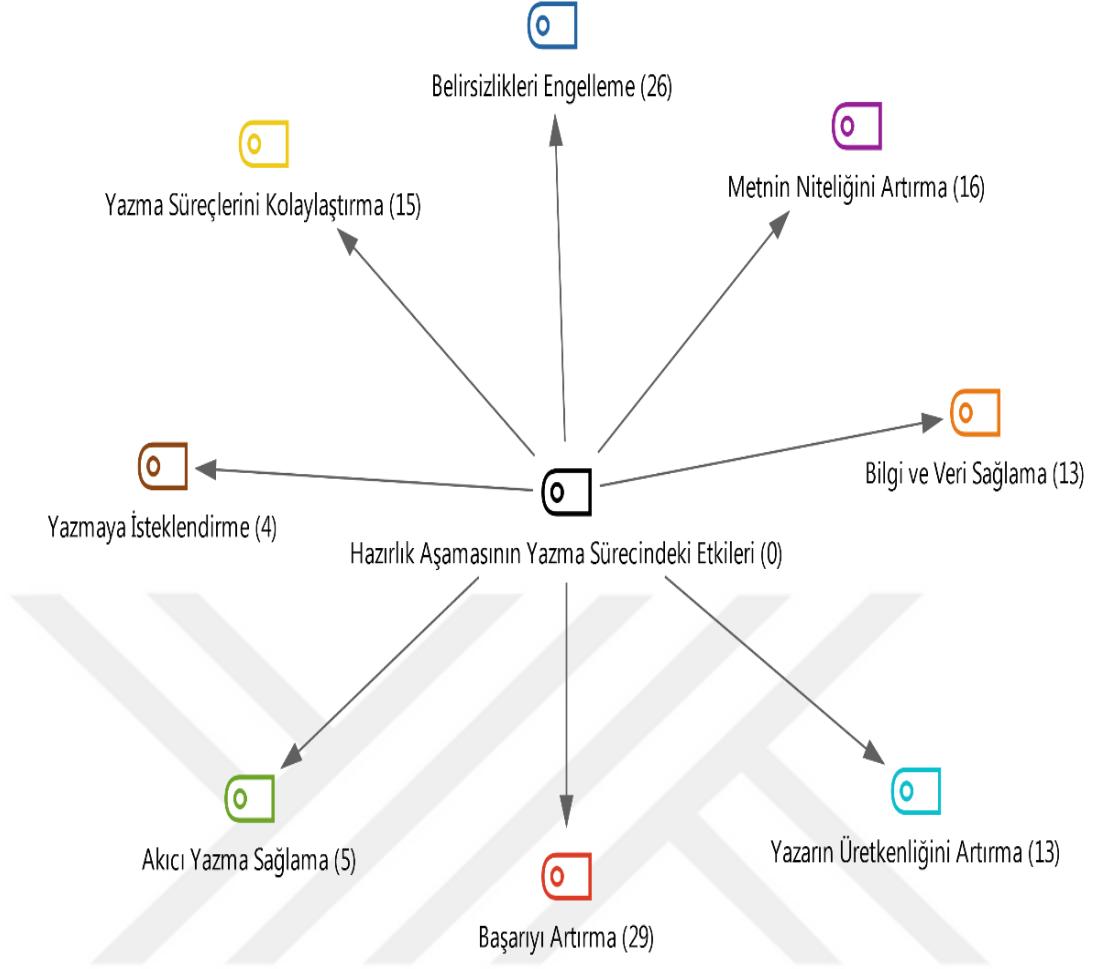 Belirsizlikleri Engelleme (26)
Metnin Niteliğini Artırma (16)
Yazma Süreçlerini Kolaylaştırma (15)
Bilgi ve Veri Sağlama (13)
Yazmaya İsteklendirme (4)
Hazırlık Aşamasının Yazma Sürecindeki Etkileri (0)
Akıcı Yazma Sağlama (5)
Yazarın Üretkenliğini Artırma (13)
Başarıyı Artırma (29)